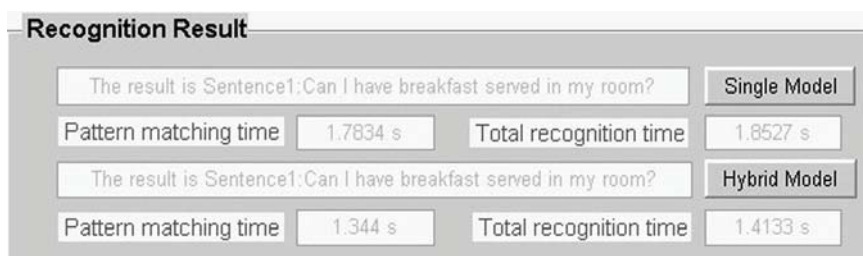 Recognition Result
The result is Sentence1:Can I have breakfast served in my room? Single Model
Pattern matching time 1.7834 s Total recognition time 1.8527 s
The result is Sentence1:Can I have breakfast served in my room? Hybrid Model
Pattern matching time 1.344 s Total recognition time 1.4133 s